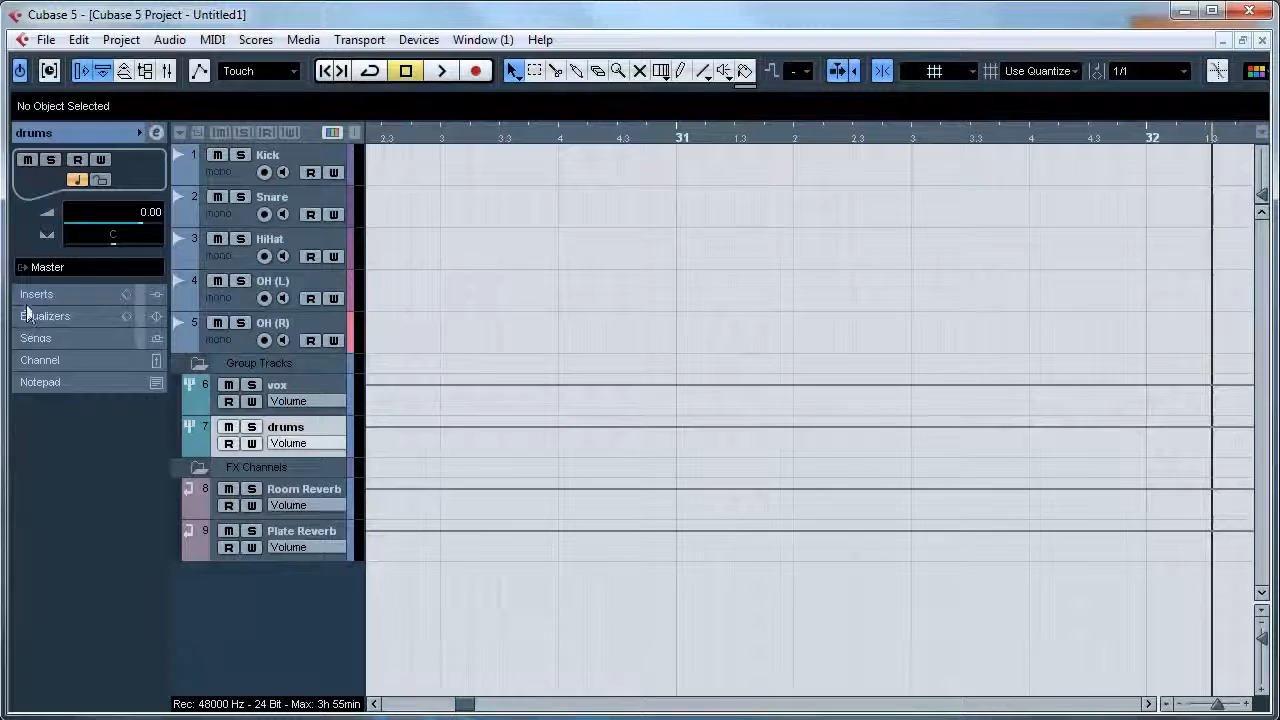 Cubase 5 - [Cubase 5 Project - Untitled1]
File Edit Project Audio MIDI Scores Media Transport Devices Window (1) Help
Touch - Use Quantize 1/1
No Object Selected
drums
2.3 3 3.3 4 4.3 31 1.3 2 2.3 3 3.3 4 4.3 32 1.3
M S R W
0.00
C
Master
Inserts
Equalizers
Sends
Channel
Notepad
M S R W
1 M S Kick
mono R W
2 M S Snare
mono R W
3 M S HiHat
mono R W
4 M S OH (L)
mono R W
5 M S OH (R)
mono R W
Group Tracks
6 M S vox
R W Volume
7 M S drums
R W Volume
FX Channels
8 M S Room Reverb
R W Volume
9 M S Plate Reverb
R W Volume
Rec: 48000 Hz - 24 Bit - Max: 3h 55min